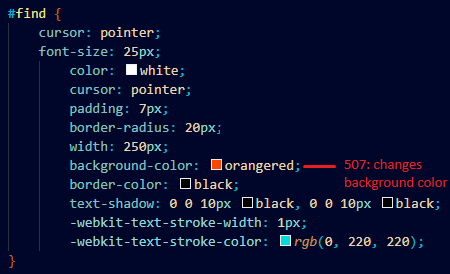 #find {
cursor: pointer;
font-size: 25px;
color: white;
cursor: pointer;
padding: 7px;
border-radius: 20px;
width: 250px;
background-color: orangered;
507: changes
background color
border-color: black;
text-shadow: 0 0 10px black, 0 0 10px black;
-webkit-text-stroke-width: 1px;
-webkit-text-stroke-color: rgb(0, 220, 220);
}